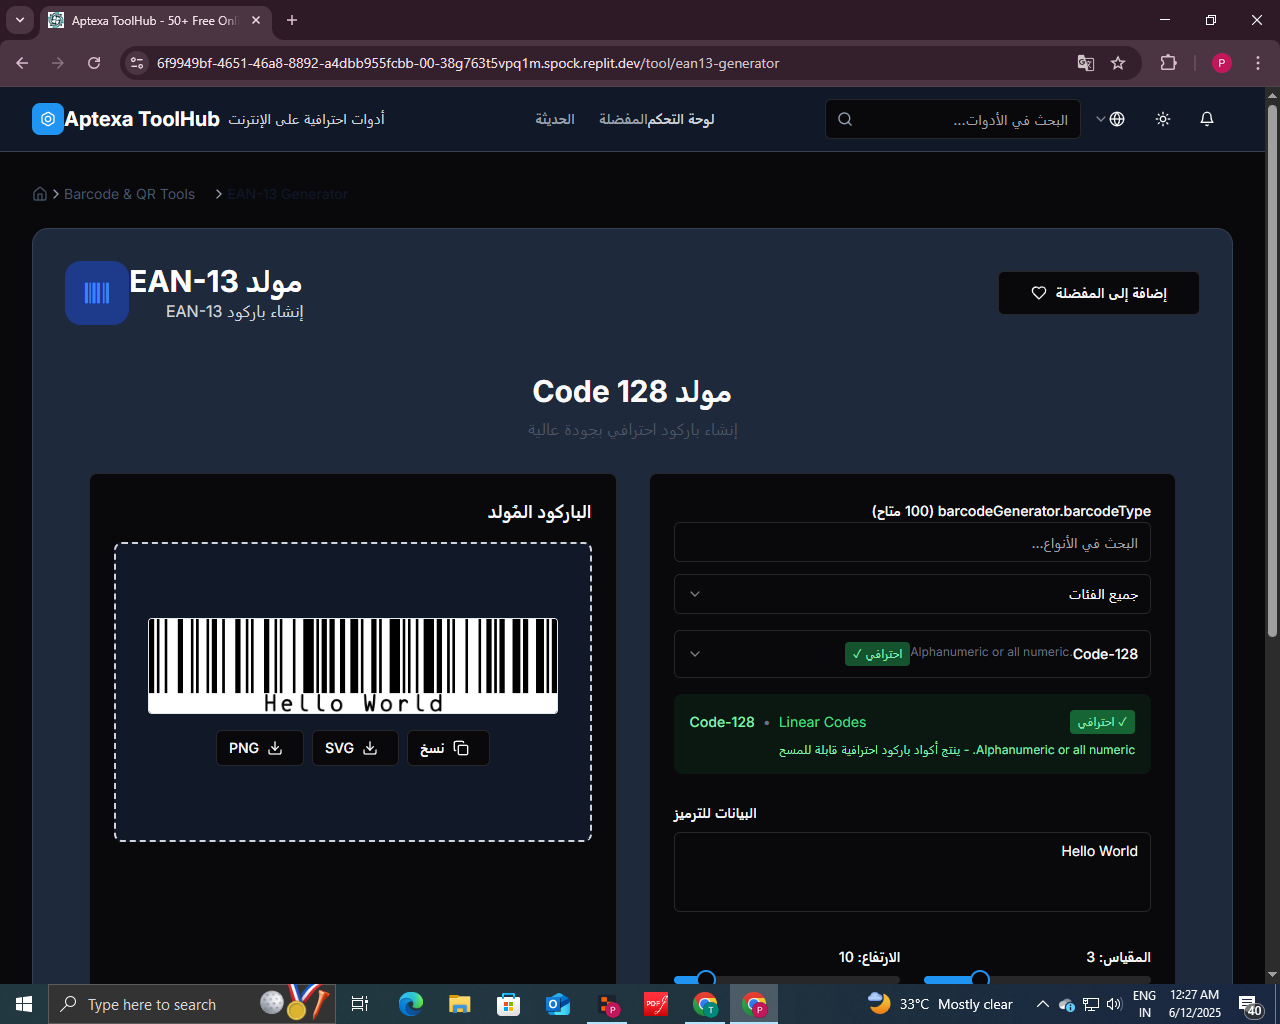 Aptexa ToolHub - 50+ Free Onl
6f9949bf-4651-46a8-8892-a4dbb955fcbb-00-38g763t5vpq1m.spock.replit.dev/tool/ean13-generator
P
Aptexa ToolHub
أدوات احترافية على الإنترنت
لوحة التحكم
المفضلة
الحديثة
البحث في الأدوات...
Barcode & QR Tools
EAN-13 Generator
مولد EAN-13
إنشاء باركود EAN-13
إضافة إلى المفضلة
مولد Code 128
إنشاء باركود احترافي بجودة عالية
barcodeGenerator.barcodeType (100 متاح)
البحث في الأنواع...
جميع الفئات
Code-128
Alphanumeric or all numeric.
احترافي ✓
Code-128 • Linear Codes
✓ احترافي
Alphanumeric or all numeric. - ينتج أكواد باركود احترافية قابلة للمسح
البيانات للترميز
Hello World
المقياس: 3
الارتفاع: 10
الباركود المُولد
Hello World
PNG
SVG
نسخ
Type here to search
33°C Mostly clear
ENG
IN
12:27 AM
6/12/2025
40